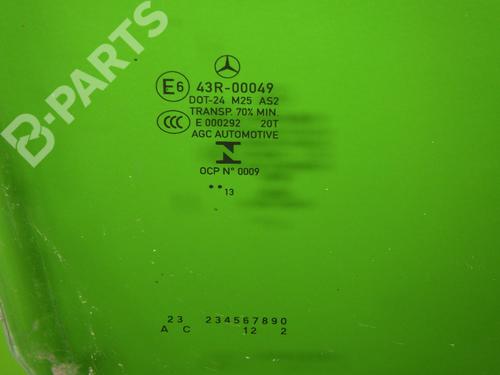 B-PARTS
E6 43R-00049
DOT-24 M25 AS2
TRANSP. 70% MIN.
CCC E 000292 20T
AGC AUTOMOTIVE
N
OCP N° 0009
•• 13
23 234567890
A C 12 2